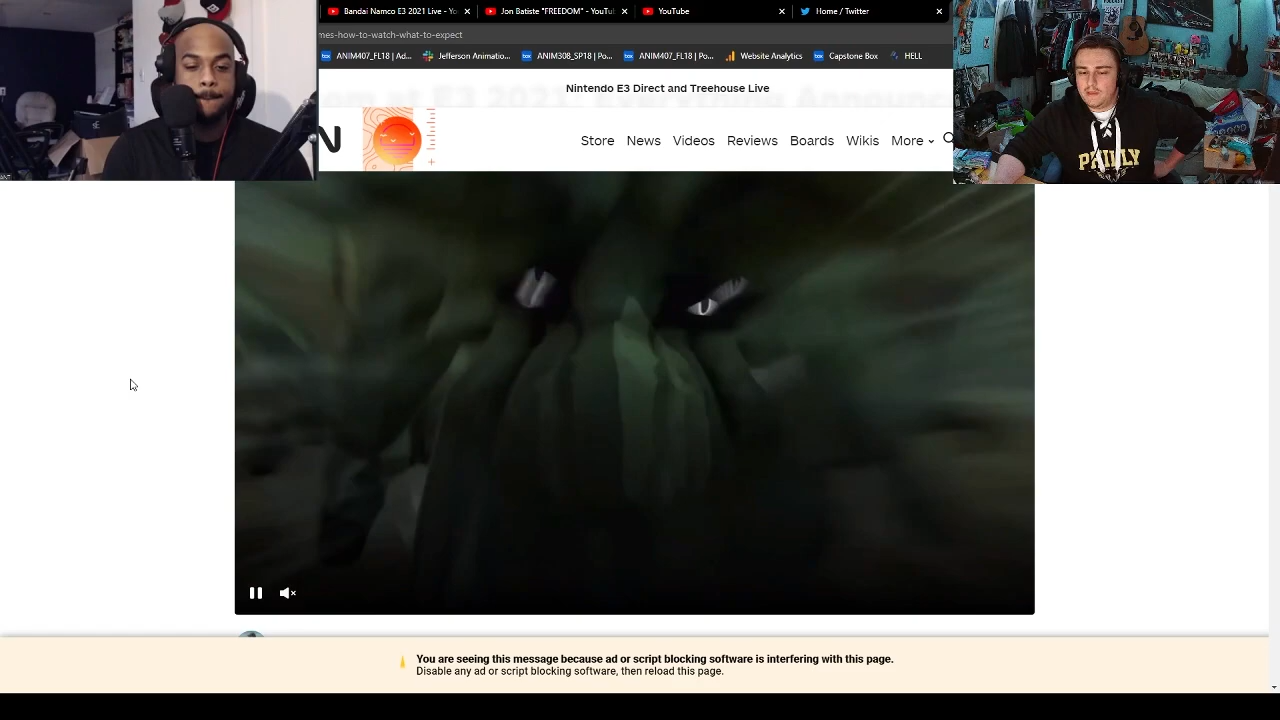 Bandai Namco E3 2021 Live - Yo
Jon Batiste "FREEDOM" - YouTu
YouTube
Home / Twitter
mes-how-to-watch-what-to-expect
ANIM407_FL18 | Ad...
Jefferson Animatio...
ANIM308_SP18 | Po...
ANIM407_FL18 | Po...
Website Analytics
Capstone Box
HELL
Nintendo E3 Direct and Treehouse Live
N
Store
News
Videos
Reviews
Boards
Wikis
More
PHILLY
You are seeing this message because ad or script blocking software is interfering with this page.
Disable any ad or script blocking software, then reload this page.